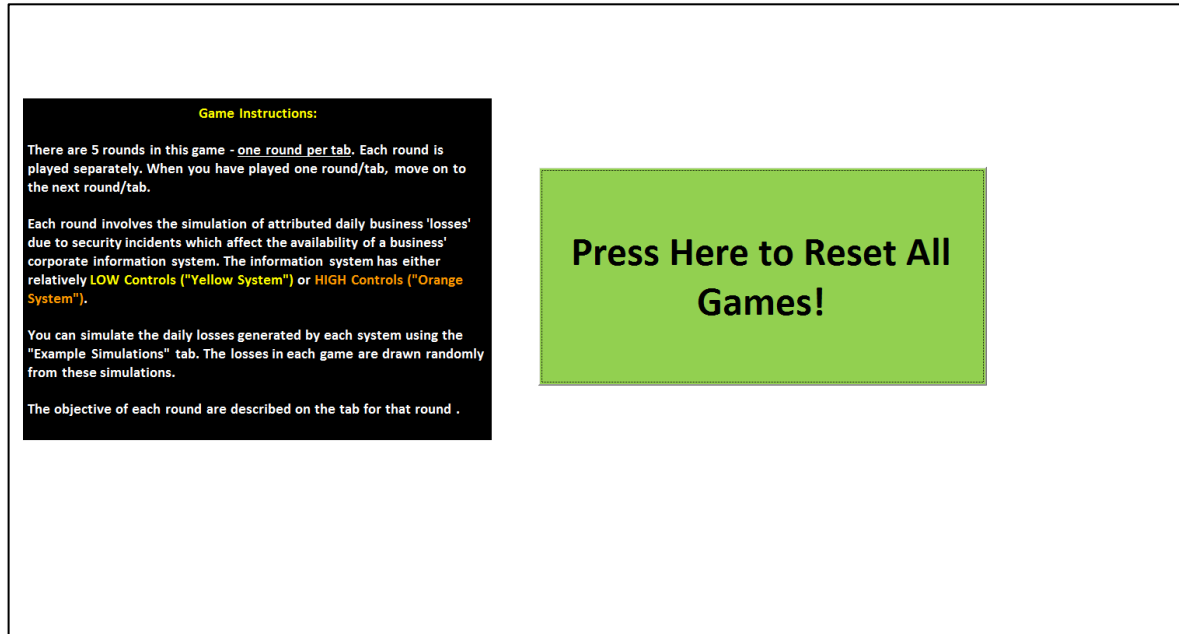 Game Instructions:
There are 5 rounds in this game - one round per tab. Each round is
played separately. When you have played one round/tab, move on to
the next round/tab.
Each round involves the simulation of attributed daily business 'losses'
due to security incidents which affect the availability of a business'
corporate information system. The information system has either
relatively LOW Controls ("Yellow System") or HIGH Controls ("Orange
System").
You can simulate the daily losses generated by each system using the
"Example Simulations" tab. The losses in each game are drawn randomly
from these simulations.
The objective of each round are described on the tab for that round .
Press Here to Reset All
Games!